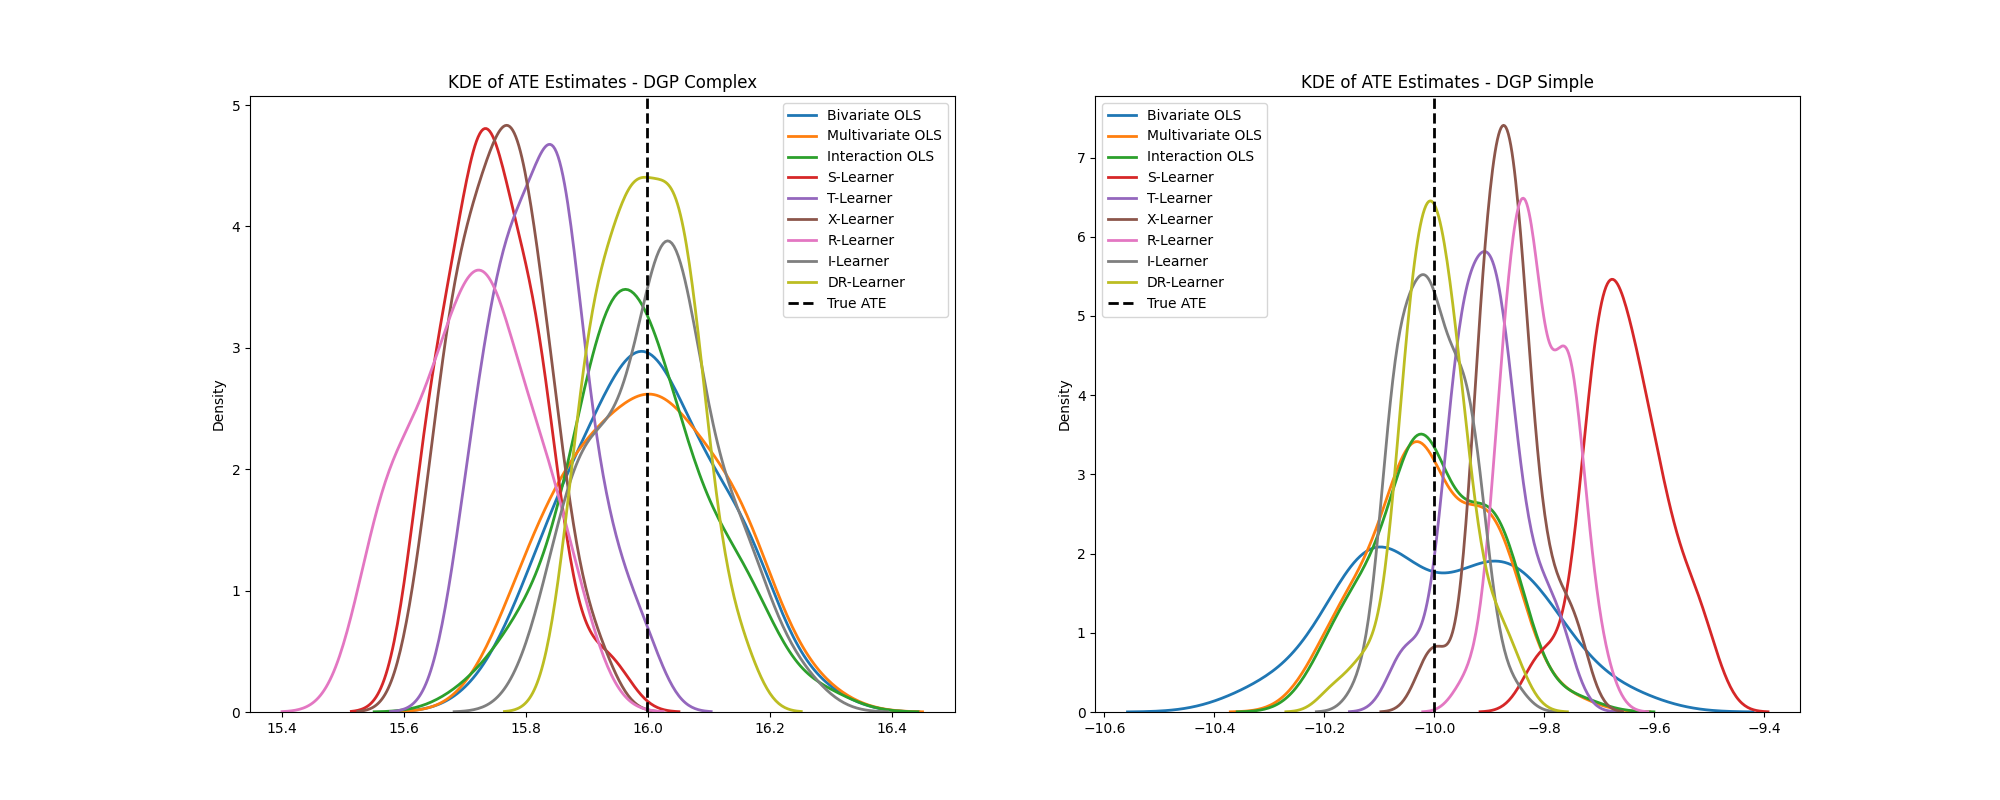 KDE of ATE Estimates - DGP Complex
Density
5
4
3
2
1
0
15.4 15.6 15.8 16.0 16.2 16.4
Bivariate OLS
Multivariate OLS
Interaction OLS
S-Learner
T-Learner
X-Learner
R-Learner
I-Learner
DR-Learner
True ATE
KDE of ATE Estimates - DGP Simple
Density
7
6
5
4
3
2
1
0
−10.6 −10.4 −10.2 −10.0 −9.8 −9.6 −9.4
Bivariate OLS
Multivariate OLS
Interaction OLS
S-Learner
T-Learner
X-Learner
R-Learner
I-Learner
DR-Learner
True ATE